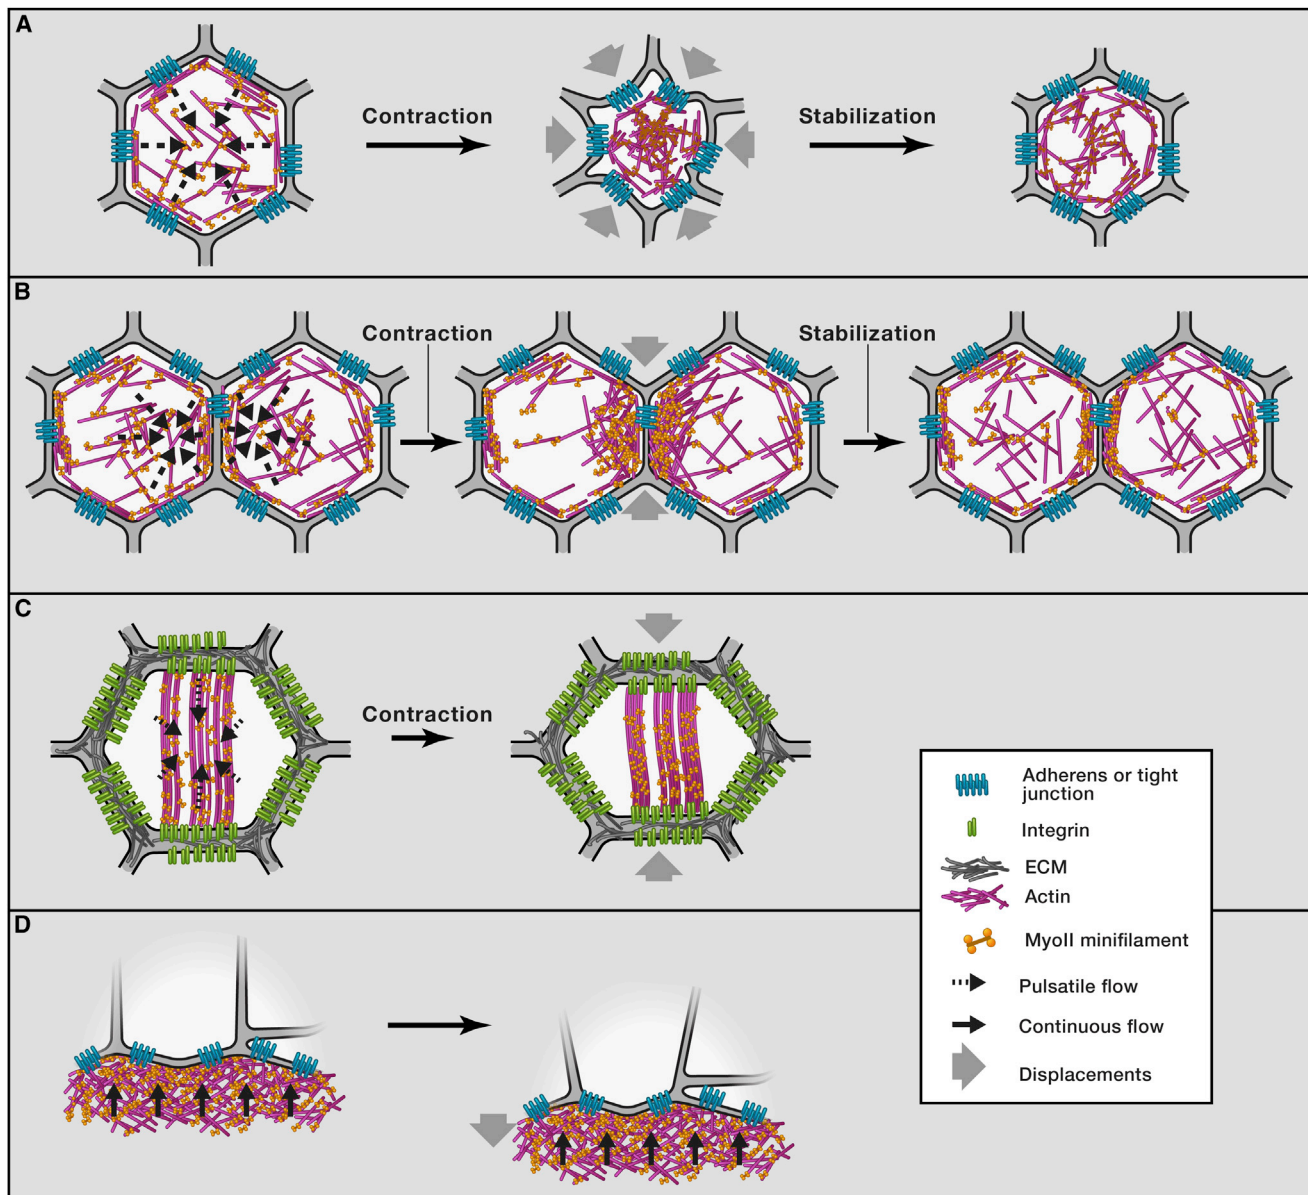 A
Contraction
Stabilization
B
Contraction
Stabilization
C
Contraction
Adherens or tight
junction
Integrin
ECM
Actin
MyoII minifilament
Pulsatile flow
Continuous flow
Displacements
D